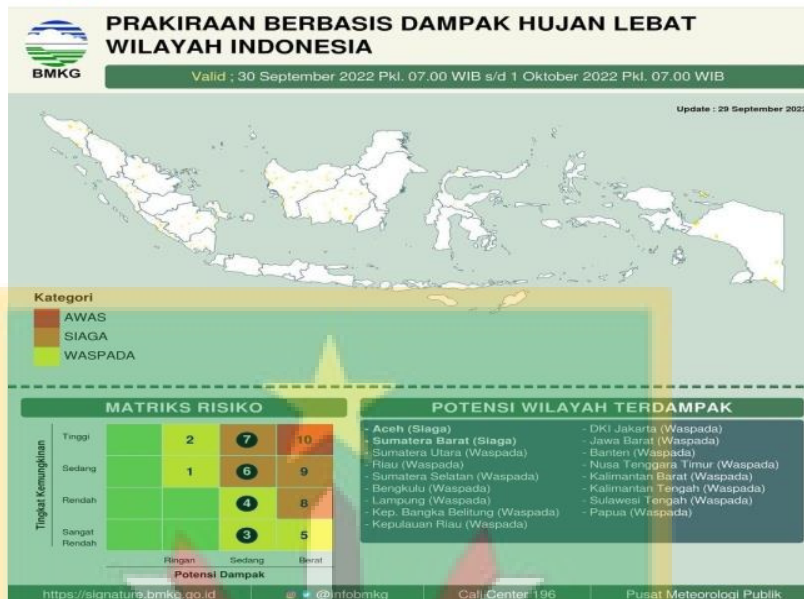 BMKG
PRAKIRAAN BERBASIS DAMPAK HUJAN LEBAT
WILAYAH INDONESIA
Valid ; 30 September 2022 Pkl. 07.00 WIB s/d 1 Oktober 2022 Pkl. 07.00 WIB
Update : 29 September 2022
Kategori
AWAS
SIAGA
WASPADA
MATRIKS RISIKO
Tingkat Kemungkinan
Tinggi 2 7 10
Sedang 1 6 9
Rendah 4 8
Sangat
Rendah 3 5
Ringan Sedang Berat
Potensi Dampak
POTENSI WILAYAH TERDAMPAK
- Aceh (Siaga)
- Sumatera Barat (Siaga)
- Sumatera Utara (Waspada)
- Riau (Waspada)
- Sumatera Selatan (Waspada)
- Bengkulu (Waspada)
- Lampung (Waspada)
- Kep. Bangka Belitung (Waspada)
- Kepulauan Riau (Waspada)
- DKI Jakarta (Waspada)
- Jawa Barat (Waspada)
- Banten (Waspada)
- Nusa Tenggara Timur (Waspada)
- Kalimantan Barat (Waspada)
- Kalimantan Tengah (Waspada)
- Sulawesi Tengah (Waspada)
- Papua (Waspada)
https://signature.bmkg.go.id @infobmkg Call Center 196 Pusat Meteorologi Publik